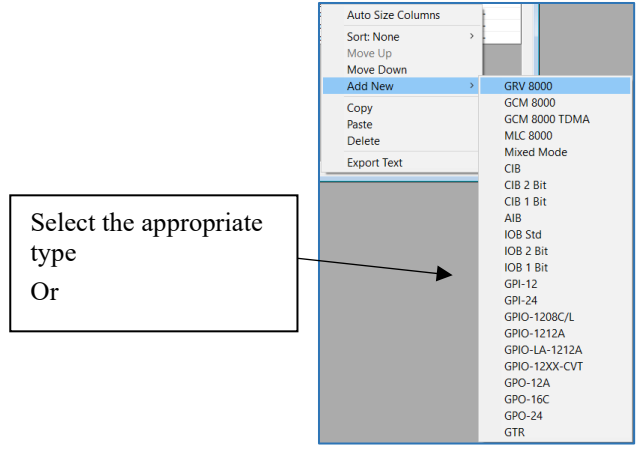 Auto Size Columns
Sort: None
Move Up
Move Down
Add New
Copy
Paste
Delete
Export Text
GRV 8000
GCM 8000
GCM 8000 TDMA
MLC 8000
Mixed Mode
CIB
CIB 2 Bit
CIB 1 Bit
AIB
IOB Std
IOB 2 Bit
IOB 1 Bit
GPI-12
GPI-24
GPIO-1208C/L
GPIO-1212A
GPIO-LA-1212A
GPIO-12XX-CVT
GPO-12A
GPO-16C
GPO-24
GTR
Select the appropriate
type
Or